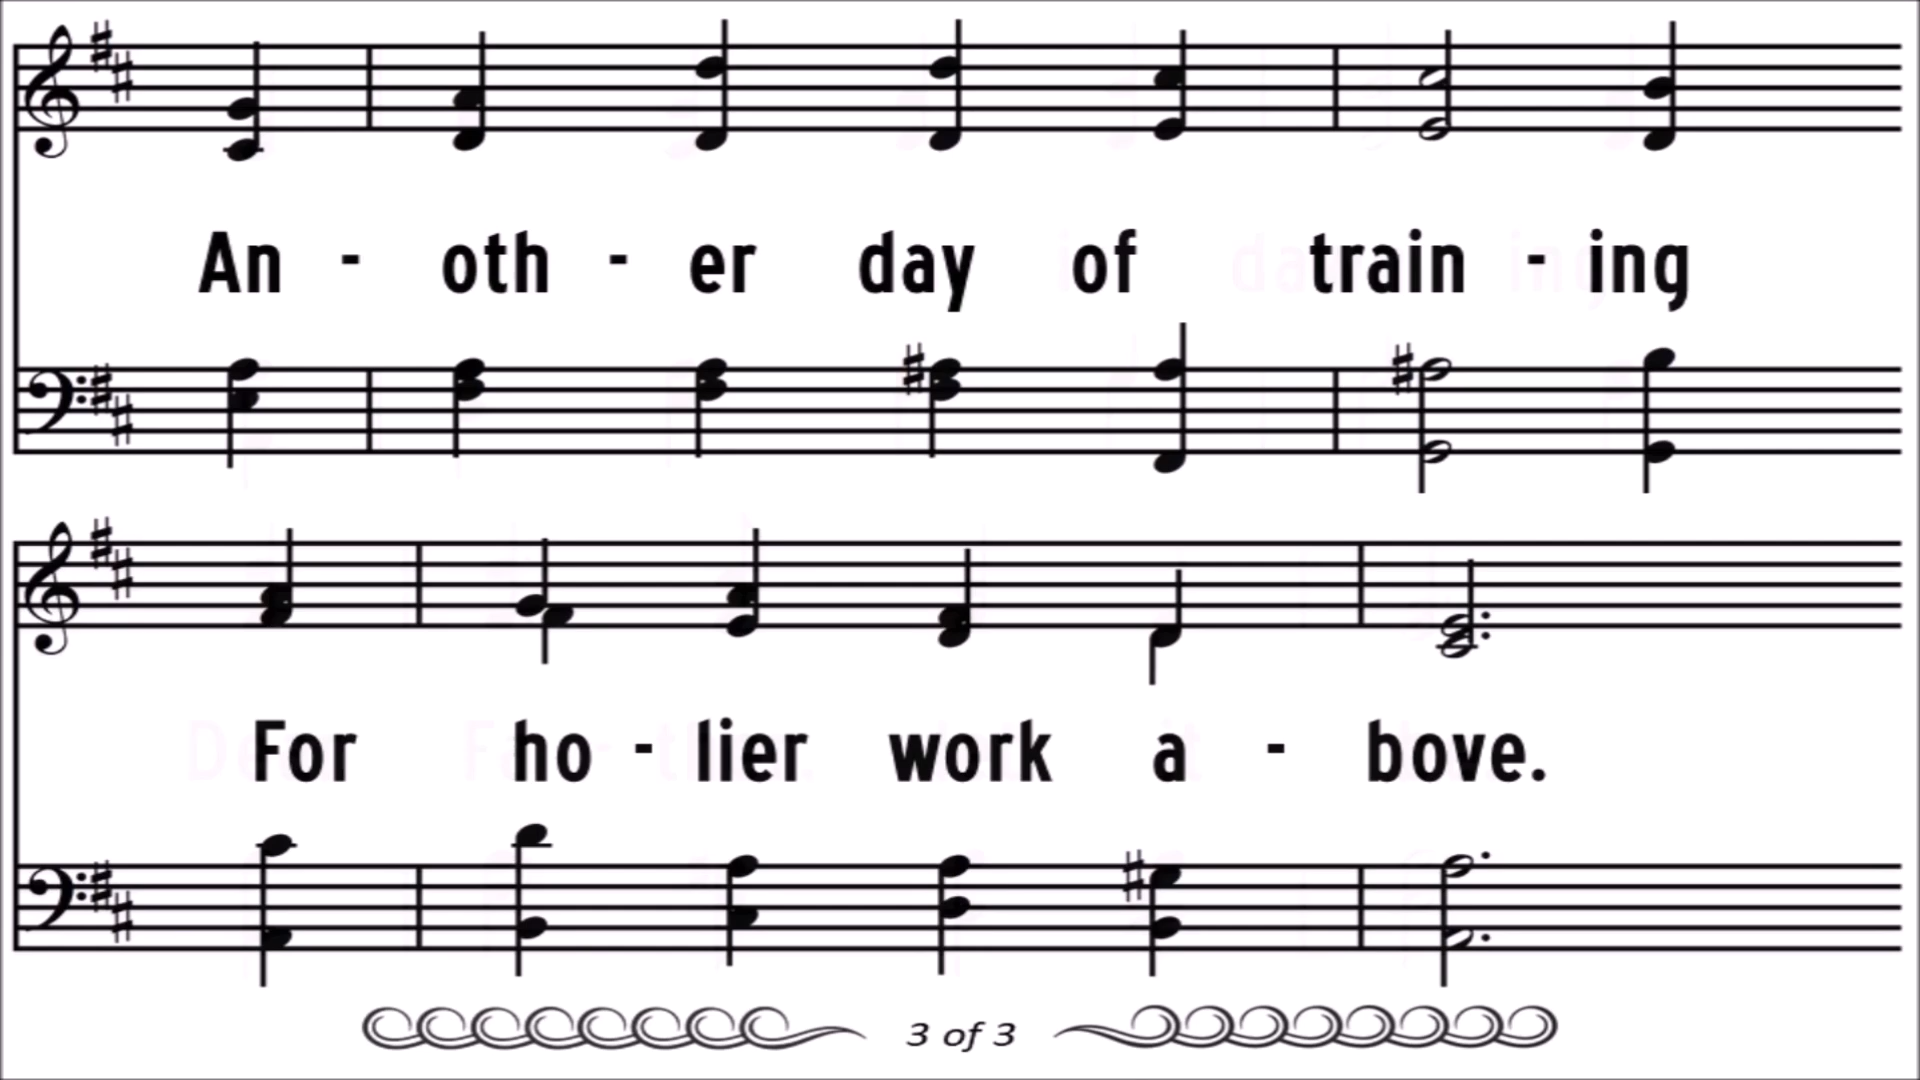 An - oth - er day of train - ing
For ho - lier work a - bove.
3 of 3